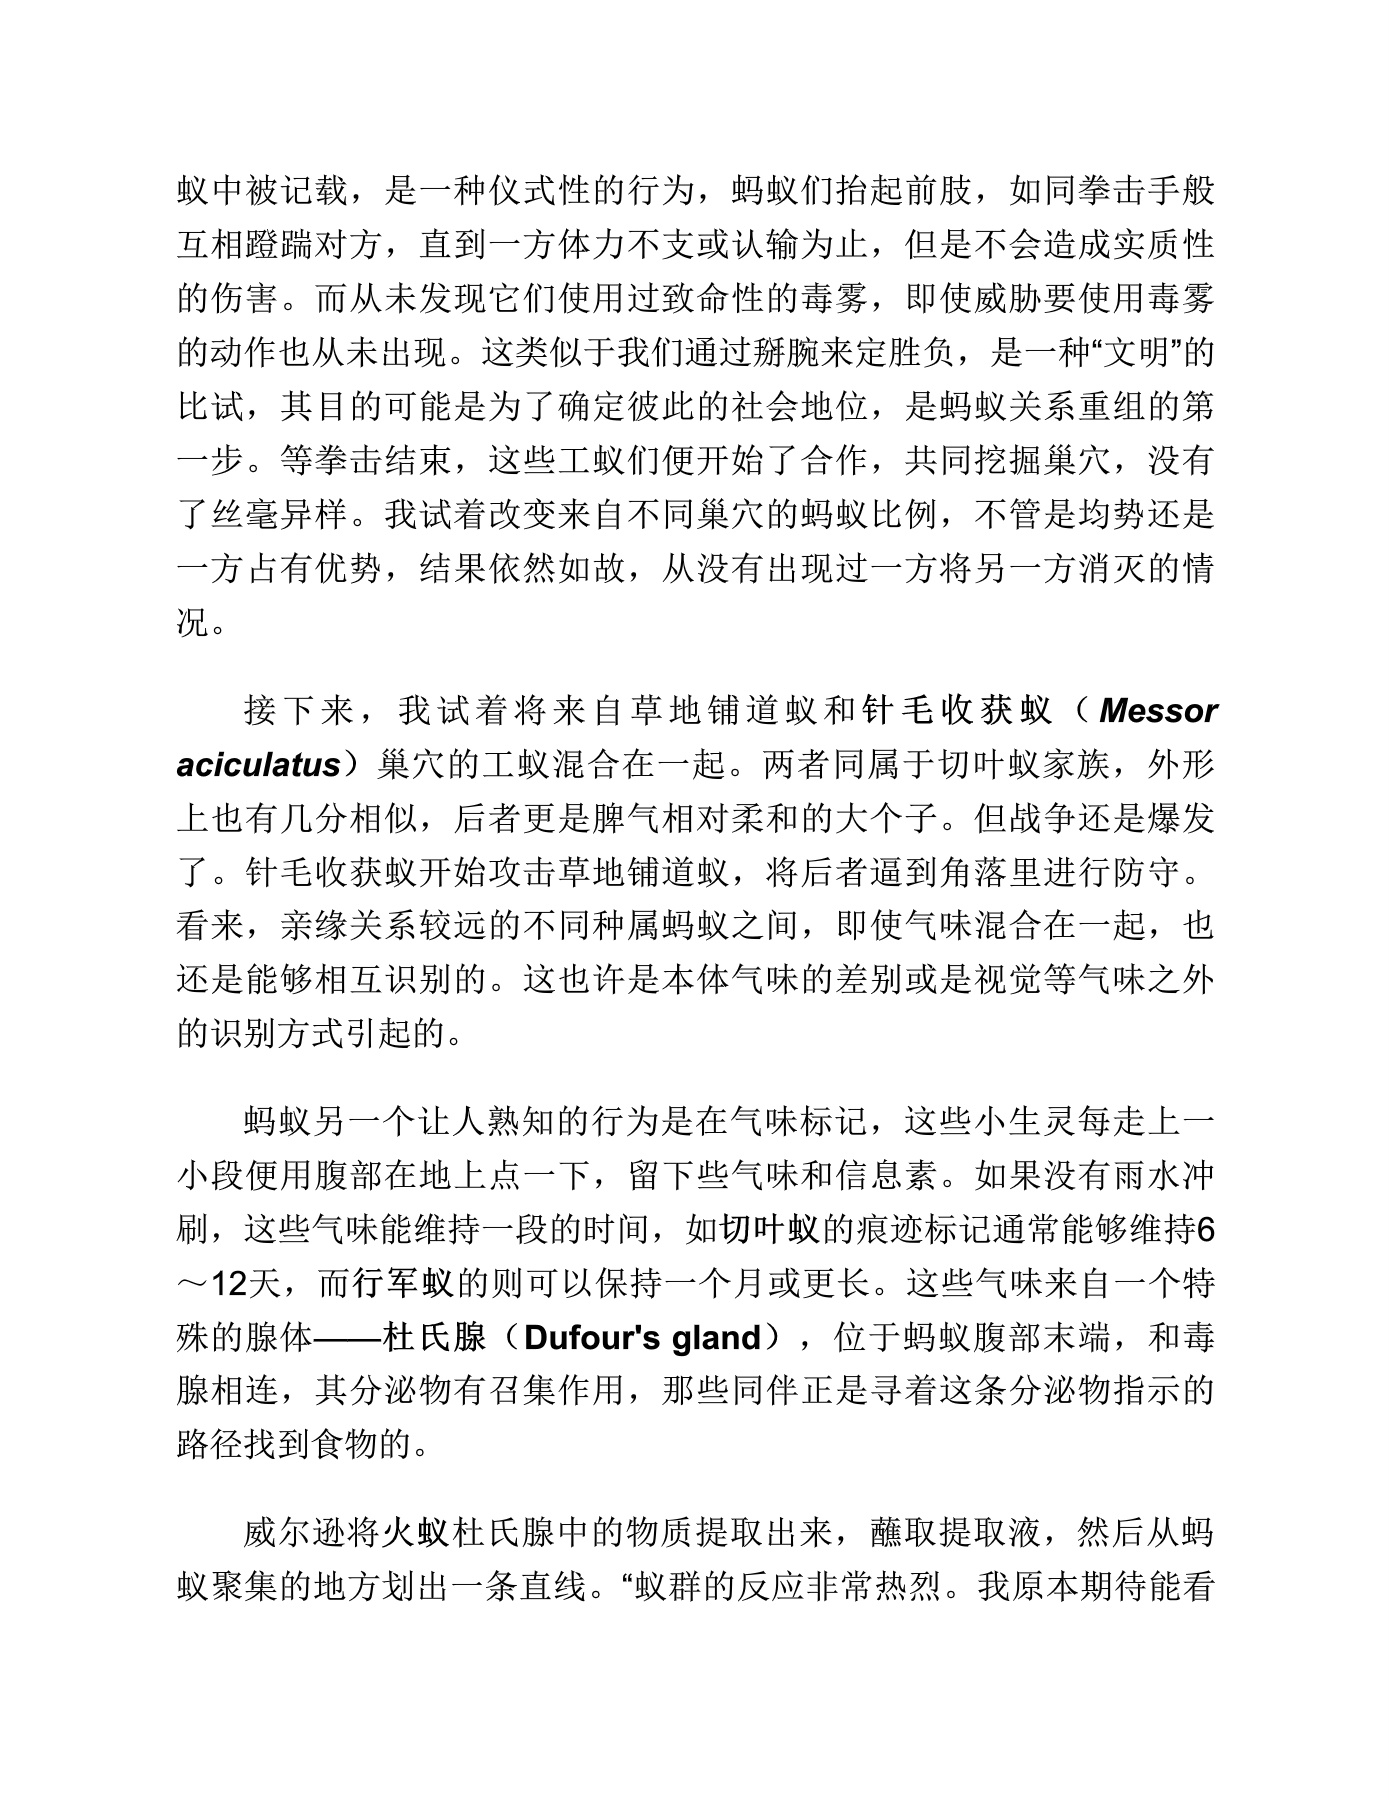 蚁中被记载，是一种仪式性的行为，蚂蚁们抬起前肢，如同拳击手般
互相蹬踹对方，直到一方体力不支或认输为止，但是不会造成实质性
的伤害。而从未发现它们使用过致命性的毒雾，即使威胁要使用毒雾
的动作也从未出现。这类似于我们通过掰腕来定胜负，是一种“文明”的
比试，其目的可能是为了确定彼此的社会地位，是蚂蚁关系重组的第
一步。等拳击结束，这些工蚁们便开始了合作，共同挖掘巢穴，没有
了丝毫异样。我试着改变来自不同巢穴的蚂蚁比例，不管是均势还是
一方占有优势，结果依然如故，从没有出现过一方将另一方消灭的情
况。
接下来，我试着将来自草地铺道蚁和针毛收获蚁（Messor
aciculatus）巢穴的工蚁混合在一起。两者同属于切叶蚁家族，外形
上也有几分相似，后者更是脾气相对柔和的大个子。但战争还是爆发
了。针毛收获蚁开始攻击草地铺道蚁，将后者逼到角落里进行防守。
看来，亲缘关系较远的不同种属蚂蚁之间，即使气味混合在一起，也
还是能够相互识别的。这也许是本体气味的差别或是视觉等气味之外
的识别方式引起的。
蚂蚁另一个让人熟知的行为是在气味标记，这些小生灵每走上一
小段便用腹部在地上点一下，留下些气味和信息素。如果没有雨水冲
刷，这些气味能维持一段的时间，如切叶蚁的痕迹标记通常能够维持6
～12天，而行军蚁的则可以保持一个月或更长。这些气味来自一个特
殊的腺体——杜氏腺（Dufour's gland），位于蚂蚁腹部末端，和毒
腺相连，其分泌物有召集作用，那些同伴正是寻着这条分泌物指示的
路径找到食物的。
威尔逊将火蚁杜氏腺中的物质提取出来，蘸取提取液，然后从蚂
蚁聚集的地方划出一条直线。“蚁群的反应非常热烈。我原本期待能看